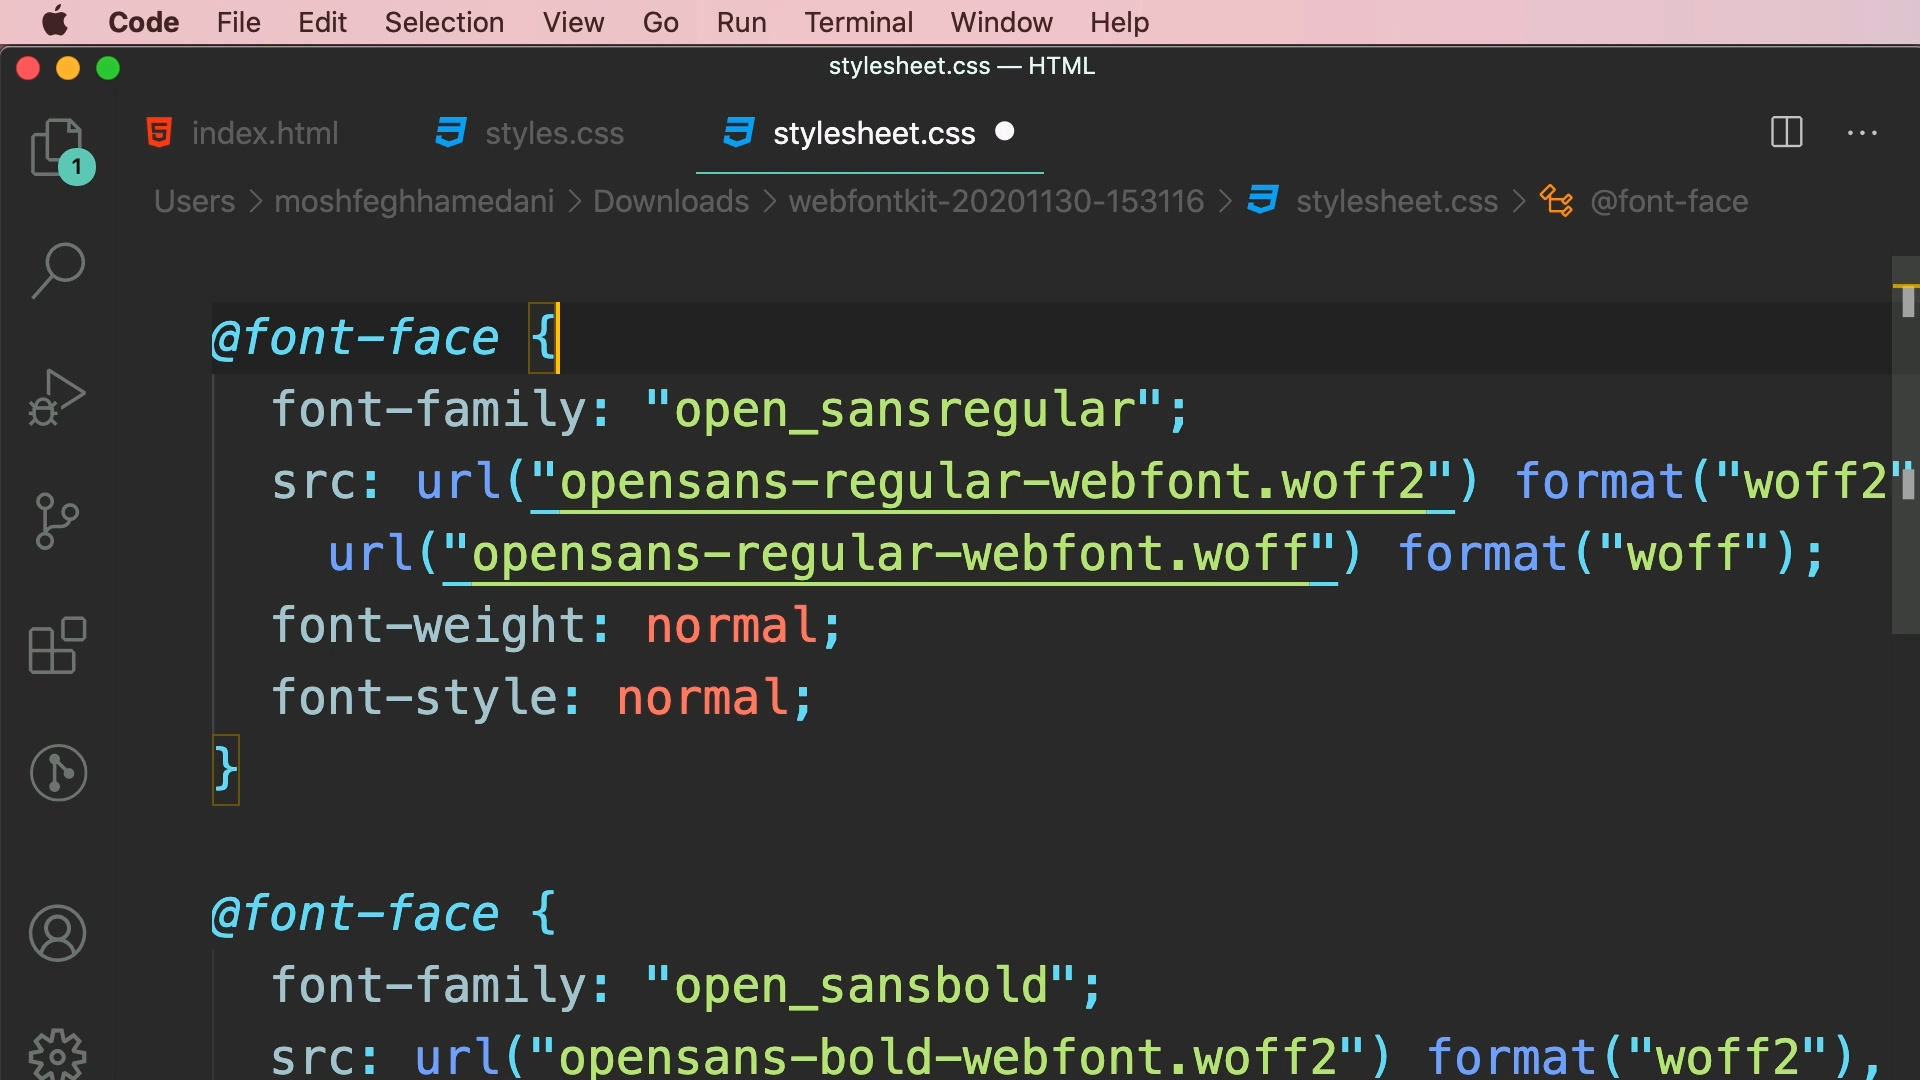 Code File Edit Selection View Go Run Terminal Window Help
stylesheet.css — HTML
index.html styles.css stylesheet.css
1
Users > moshfeghhamedani > Downloads > webfontkit-20201130-153116 > stylesheet.css > @font-face
@font-face {
font-family: "open_sansregular";
src: url("opensans-regular-webfont.woff2") format("woff2"
url("opensans-regular-webfont.woff") format("woff");
font-weight: normal;
font-style: normal;
}
@font-face {
font-family: "open_sansbold";
src: url("opensans-bold-webfont.woff2") format("woff2"),